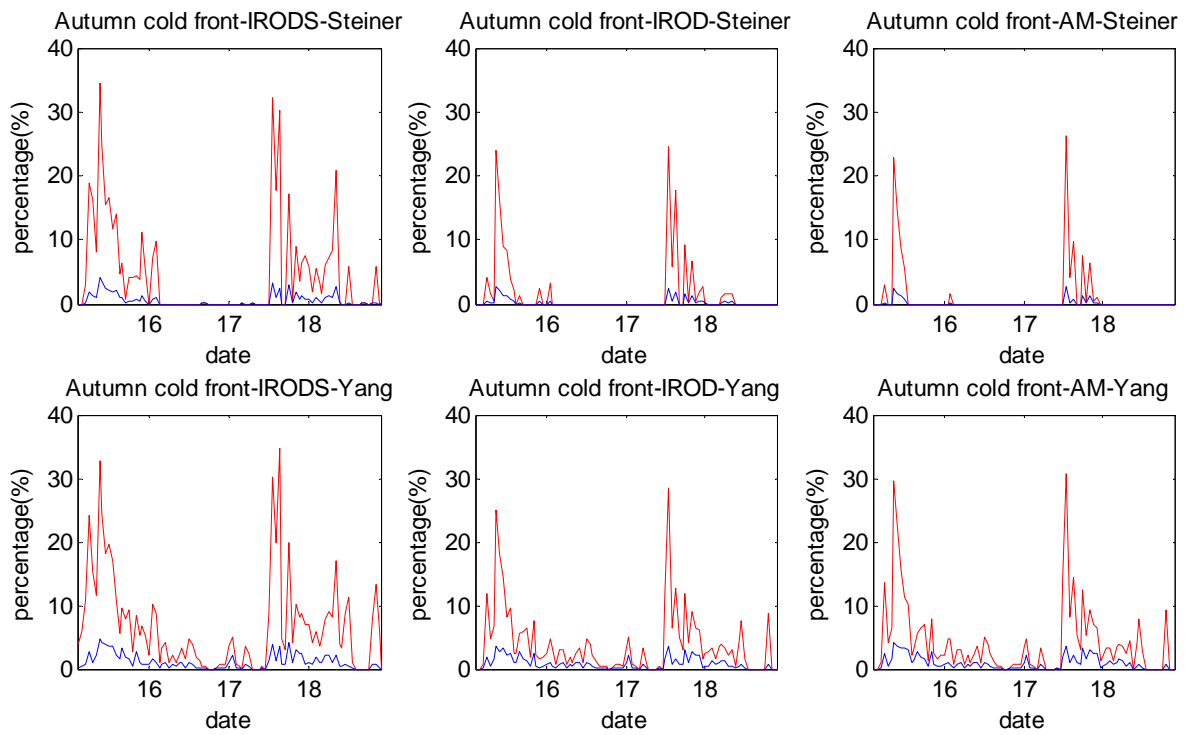 Autumn cold front-IRODS-Steiner
40
30
20
10
0
percentage(%)
16 17 18
date
Autumn cold front-IROD-Steiner
40
30
20
10
0
percentage(%)
16 17 18
date
Autumn cold front-AM-Steiner
40
30
20
10
0
percentage(%)
16 17 18
date
Autumn cold front-IRODS-Yang
40
30
20
10
0
percentage(%)
16 17 18
date
Autumn cold front-IROD-Yang
40
30
20
10
0
percentage(%)
16 17 18
date
Autumn cold front-AM-Yang
40
30
20
10
0
percentage(%)
16 17 18
date